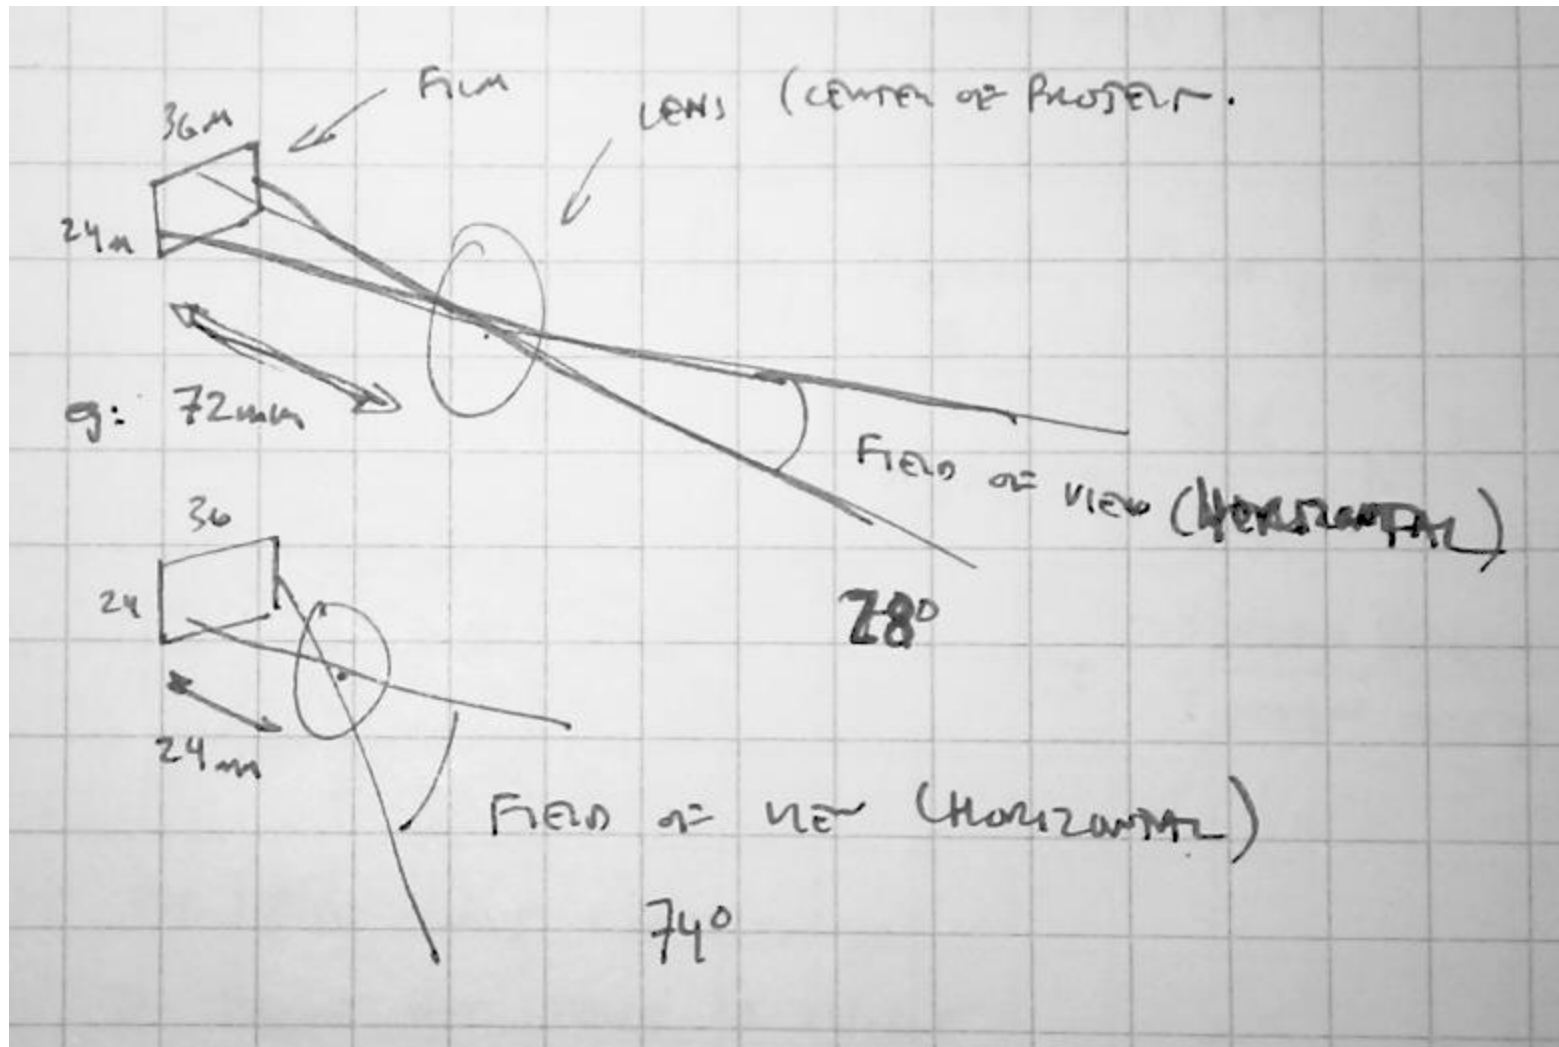 FILM
36m
LENS (CENTER OF PROJECT.
24m
eg: 72mm
FIELD OF VIEW (HORIZONTAL)
36
28°
24
24mm
FIELD OF VIEW (HORIZONTAL)
74°